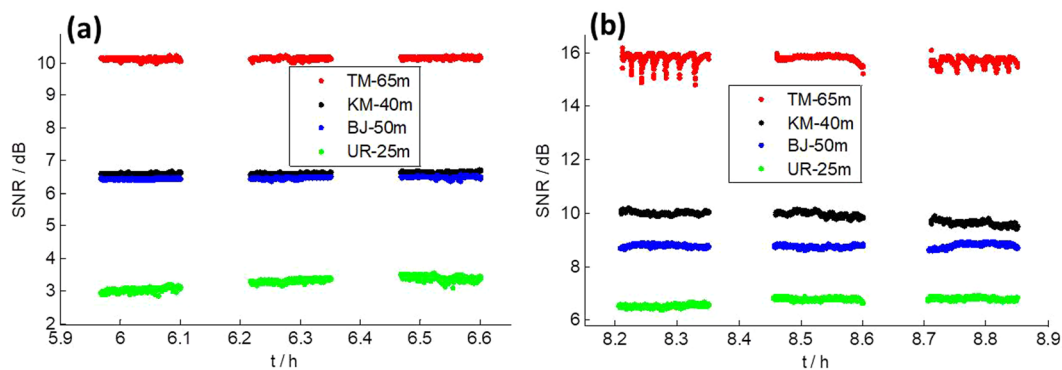 (a)
SNR / dB
11
10
9
8
7
6
5
4
3
2
TM-65m
KM-40m
BJ-50m
UR-25m
5.9 6 6.1 6.2 6.3 6.4 6.5 6.6 6.7
t / h
(b)
SNR / dB
16
14
12
10
8
6
TM-65m
KM-40m
BJ-50m
UR-25m
8.2 8.3 8.4 8.5 8.6 8.7 8.8 8.9
t / h